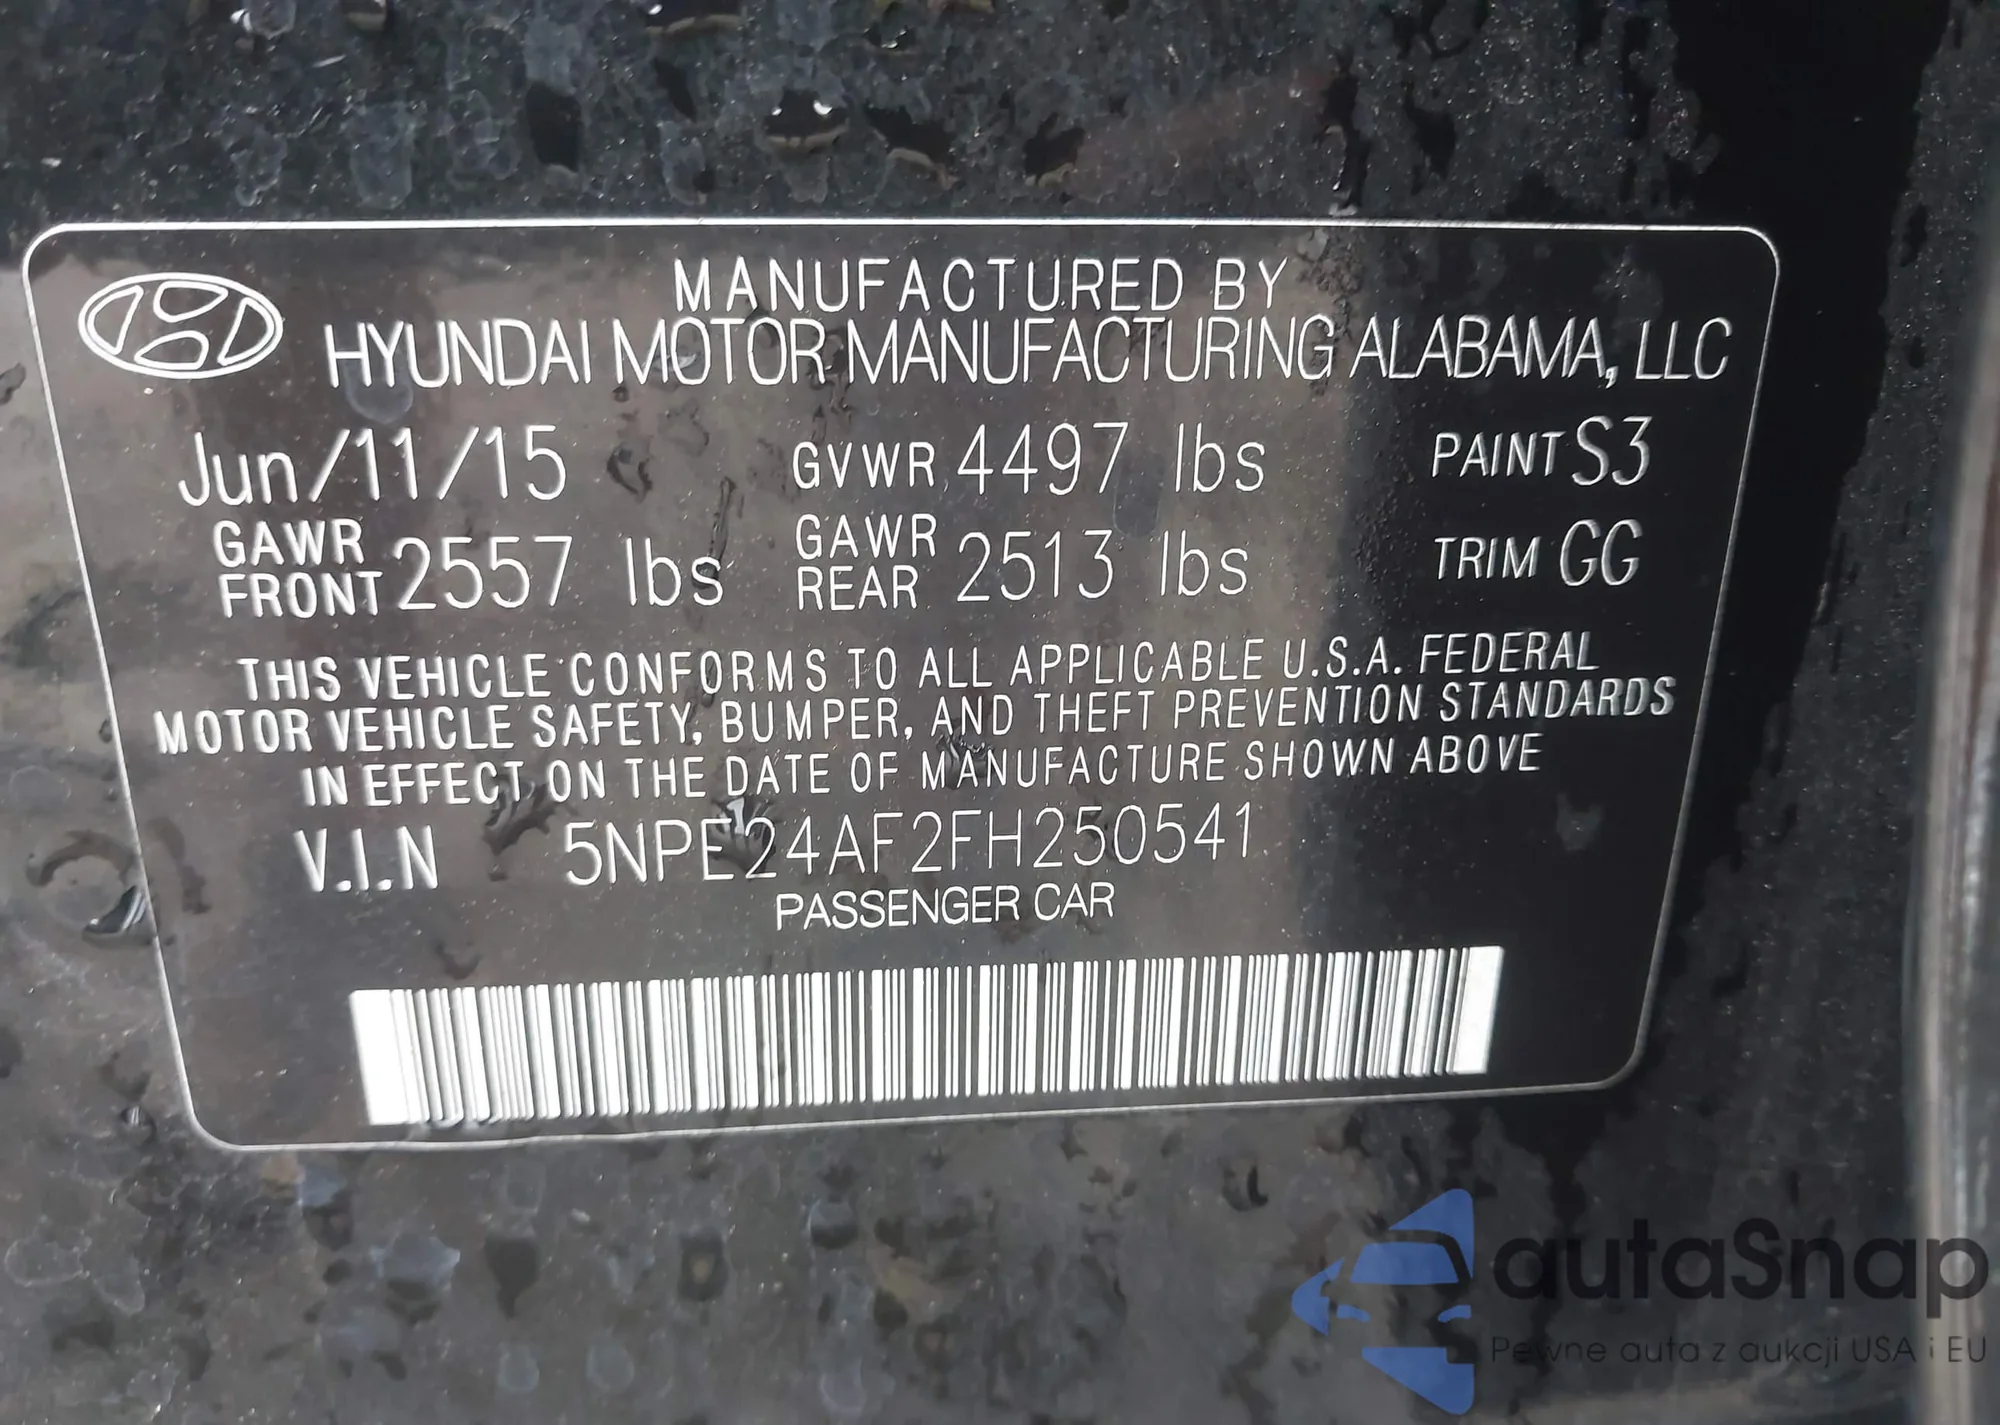 MANUFACTURED BY
HYUNDAI MOTOR MANUFACTURING ALABAMA, LLC
Jun/11/15 GVWR 4497 lbs PAINT S3
GAWR FRONT 2557 lbs GAWR REAR 2513 lbs TRIM GG
THIS VEHICLE CONFORMS TO ALL APPLICABLE U.S.A. FEDERAL
MOTOR VEHICLE SAFETY, BUMPER, AND THEFT PREVENTION STANDARDS
IN EFFECT ON THE DATE OF MANUFACTURE SHOWN ABOVE
V.I.N 5NPE24AF2FH250541
PASSENGER CAR
autaSnap
Pewne auta z aukcji USA i EU